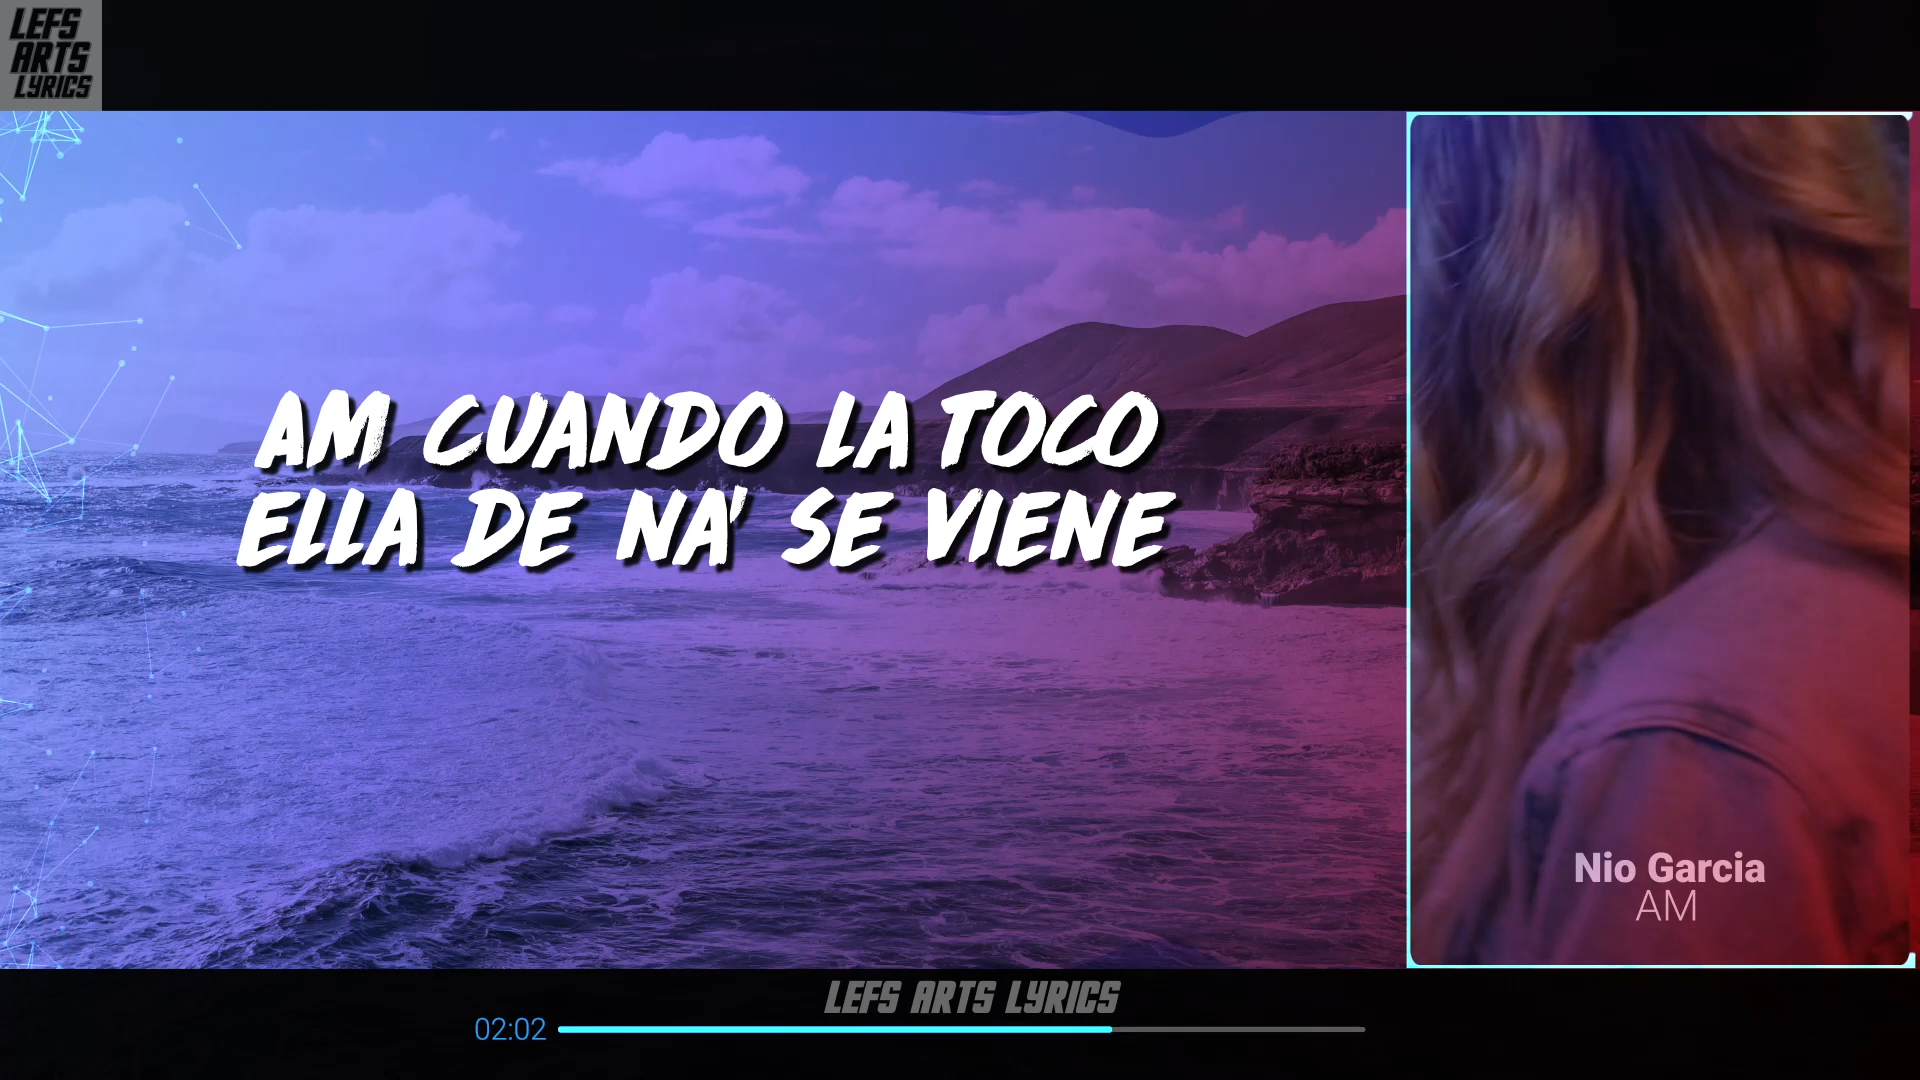 LEFS
ARTS
LYRICS
AM CUANDO LA TOCO
ELLA DE NA' SE VIENE
Nio Garcia
AM
LEFS ARTS LYRICS
02:02